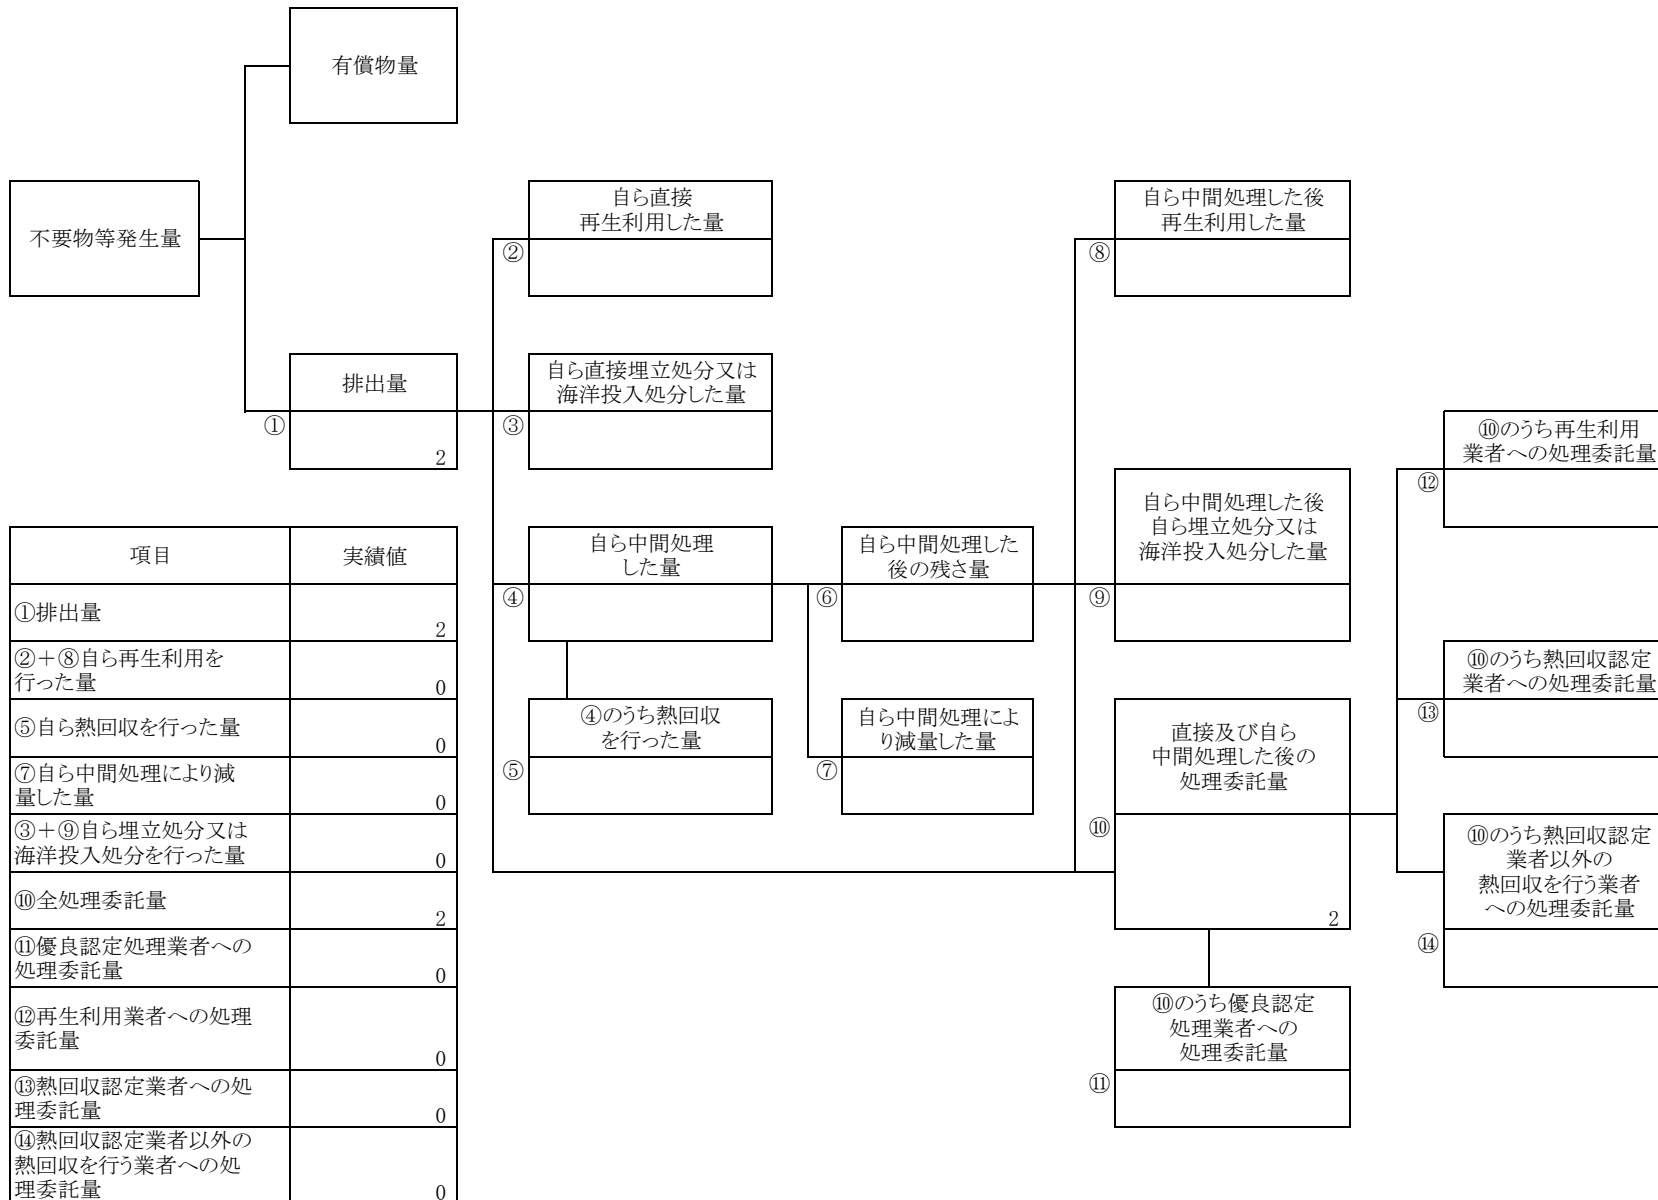 有償物量
不要物等発生量
自ら直接
再生利用した量
②
自ら中間処理した後
再生利用した量
⑧
排出量
①
2
自ら直接埋立処分又は
海洋投入処分した量
③
⑩のうち再生利用
業者への処理委託量
⑫
自ら中間処理した後
自ら埋立処分又は
海洋投入処分した量
⑨
自ら中間処理
した量
④
自ら中間処理した
後の残さ量
⑥
⑩のうち熱回収認定
業者への処理委託量
⑬
④のうち熱回収
を行った量
⑤
自ら中間処理によ
り減量した量
⑦
直接及び自ら
中間処理した後の
処理委託量
⑩
2
⑩のうち熱回収認定
業者以外の
熱回収を行う業者
への処理委託量
⑭
⑩のうち優良認定
処理業者への
処理委託量
⑪
項目 実績値
①排出量
2
②+⑧自ら再生利用を
行った量
0
⑤自ら熱回収を行った量
0
⑦自ら中間処理により減
量した量
0
③+⑨自ら埋立処分又は
海洋投入処分を行った量
0
⑩全処理委託量
2
⑪優良認定処理業者への
処理委託量
0
⑫再生利用業者への処理
委託量
0
⑬熱回収認定業者への処
理委託量
0
⑭熱回収認定業者以外の
熱回収を行う業者への処
理委託量
0